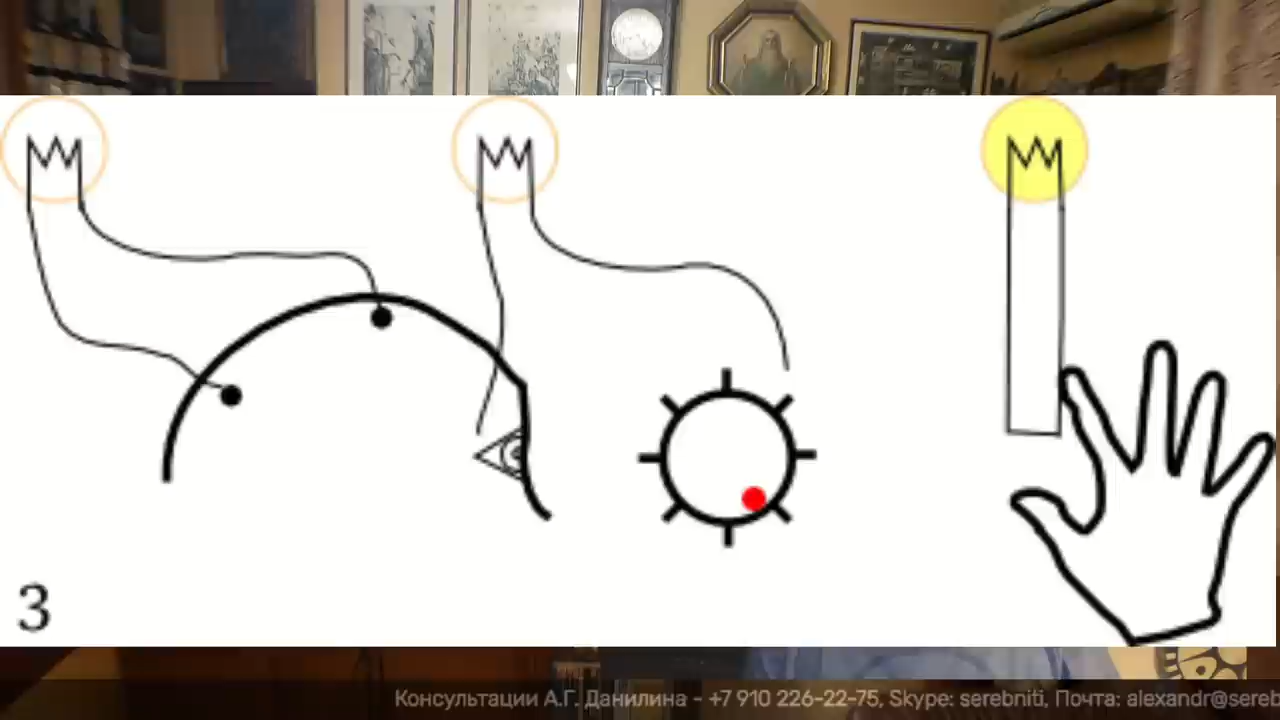 3
Консультации А.Г. Данилина - +7 910 226-22-75, Skype: serebniti, Почта: alexandr@sereb